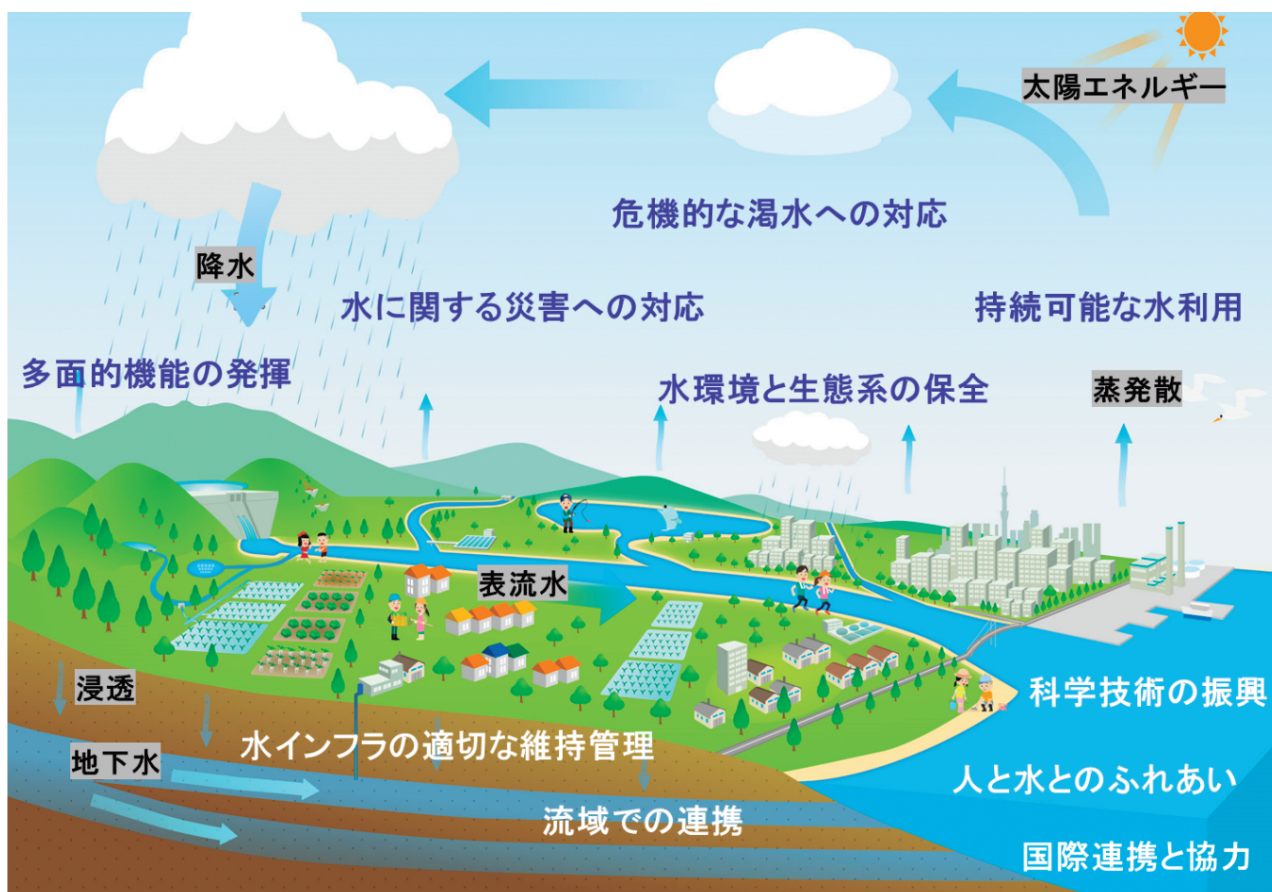 太陽エネルギー
危機的な渇水への対応
降水
水に関する災害への対応
持続可能な水利用
多面的機能の発揮
水環境と生態系の保全
蒸発散
表流水
浸透
科学技術の振興
水インフラの適切な維持管理
地下水
人と水とのふれあい
流域での連携
国際連携と協力